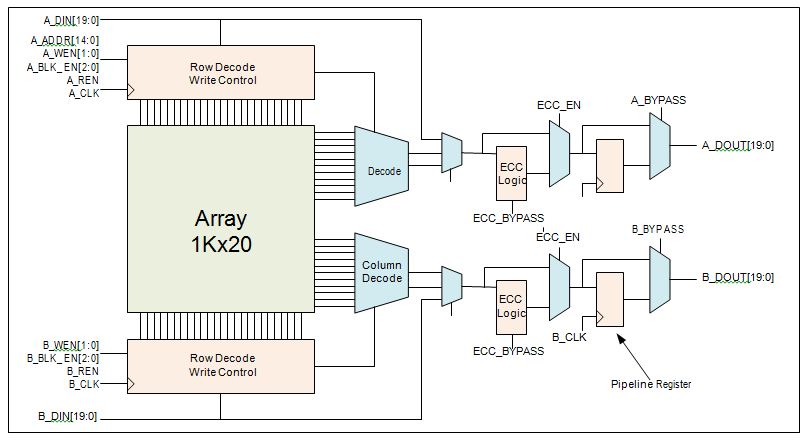 A_DIN[19:0]
A_ADDR[14:0]
A_WEN[1:0]
A_BLK_EN[2:0]
A_REN
A_CLK
Row Decode
Write Control
Decode
ECC_EN
A_BYPASS
A_DOUT[19:0]
ECC
Logic
ECC_BYPASS
Array
1Kx20
Column
Decode
ECC_EN
B_BYPASS
B_DOUT[19:0]
ECC
Logic
B_CLK
ECC_BYPASS
B_WEN[1:0]
B_BLK_EN[2:0]
B_REN
B_CLK
Row Decode
Write Control
Pipeline Register
B_DIN[19:0]